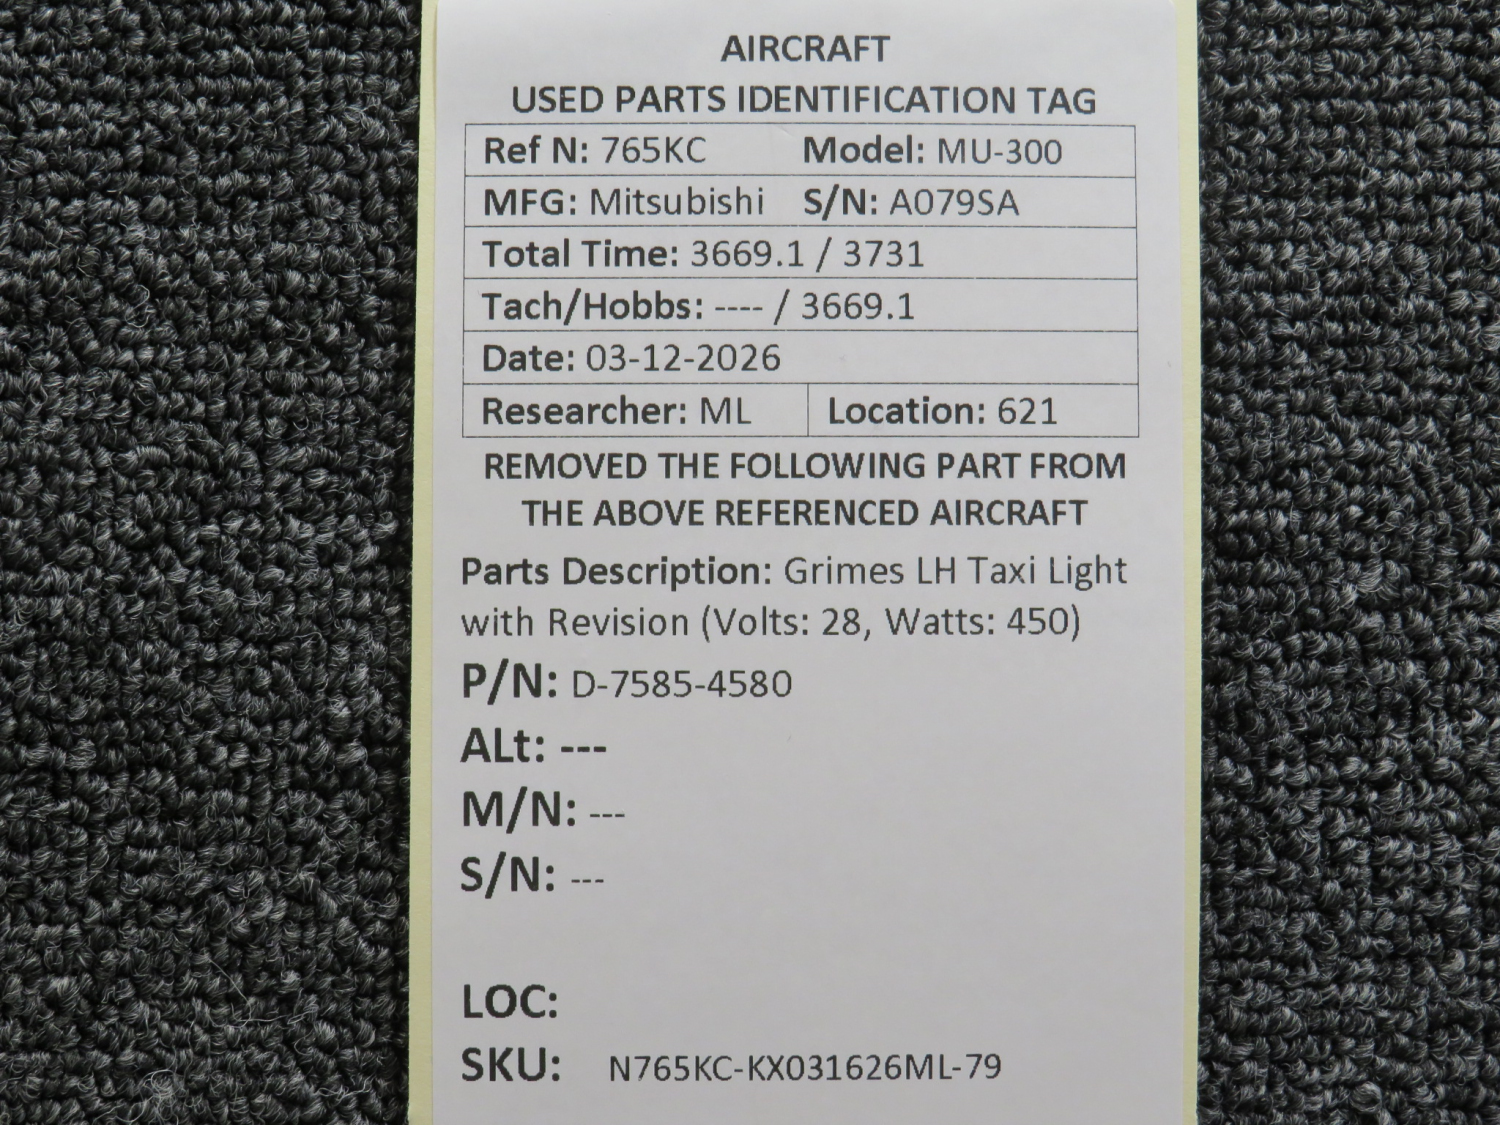 AIRCRAFT
USED PARTS IDENTIFICATION TAG
Ref N: 765KC Model: MU-300
MFG: Mitsubishi S/N: A079SA
Total Time: 3669.1 / 3731
Tach/Hobbs: ---- / 3669.1
Date: 03-12-2026
Researcher: ML Location: 621
REMOVED THE FOLLOWING PART FROM
THE ABOVE REFERENCED AIRCRAFT
Parts Description: Grimes LH Taxi Light
with Revision (Volts: 28, Watts: 450)
P/N: D-7585-4580
ALt: ---
M/N: ---
S/N: ---
LOC:
SKU: N765KC-KX031626ML-79